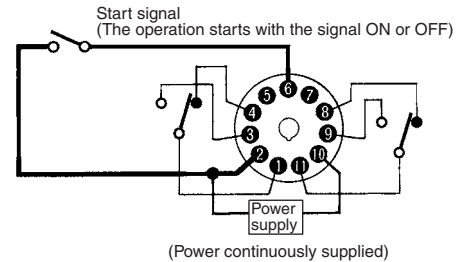 Start signal
(The operation starts with the signal ON or OFF)
6
5 7
4 8
3 9
2 10
1 11
Power
supply
(Power continuously supplied)